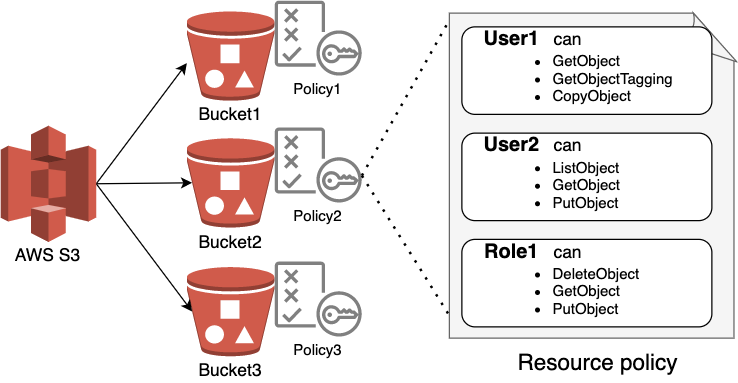 AWS S3
Bucket1
Policy1
Bucket2
Policy2
Bucket3
Policy3
User1 can
• GetObject
• GetObjectTagging
• CopyObject
User2 can
• ListObject
• GetObject
• PutObject
Role1 can
• DeleteObject
• GetObject
• PutObject
Resource policy